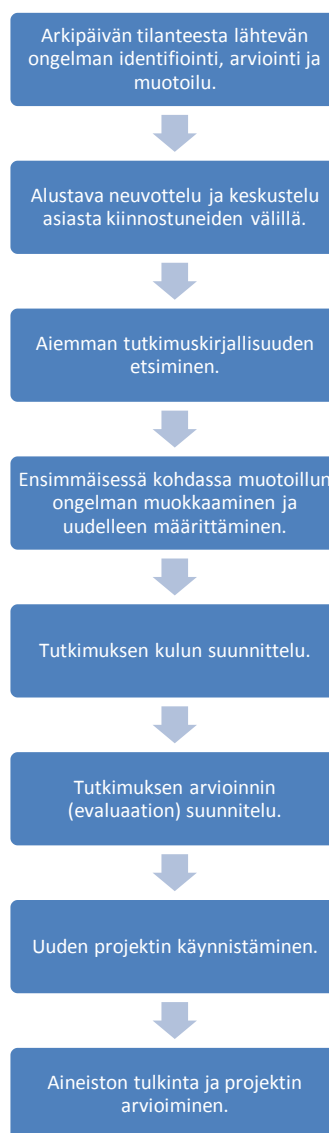 Arkipäivän tilanteesta lähtevän
ongelman identifiointi, arviointi ja
muotoilu.
Alustava neuvottelu ja keskustelu
asiasta kiinnostuneiden välillä.
Aiemman tutkimuskirjallisuuden
etsiminen.
Ensimmäisessä kohdassa muotoillun
ongelman muokkaaminen ja
uudelleen määrittäminen.
Tutkimuksen kulun suunnittelu.
Tutkimuksen arvioinnin
(evaluaation) suunnitelu.
Uuden projektin käynnistäminen.
Aineiston tulkinta ja projektin
arvioiminen.